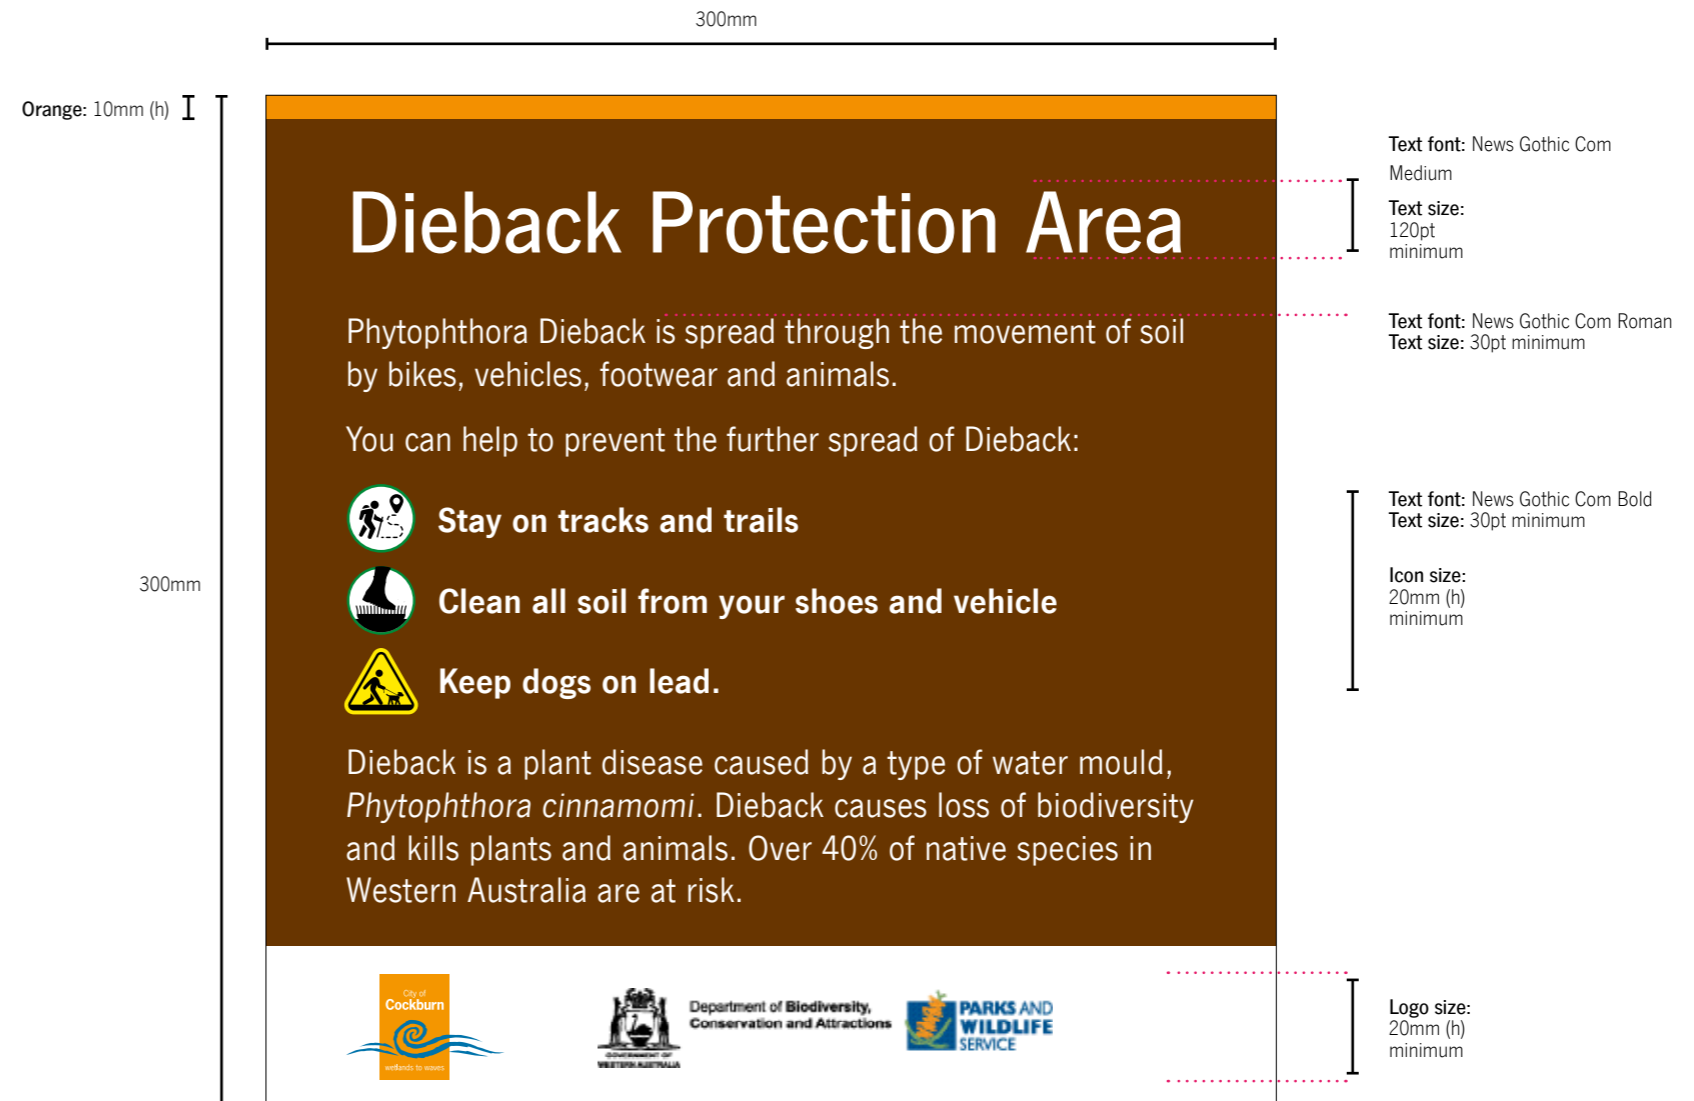 300mm
Orange: 10mm (h)
Text font: News Gothic Com
Medium
Text size:
120pt
minimum
Dieback Protection Area
Text font: News Gothic Com Roman
Text size: 30pt minimum
Phytophthora Dieback is spread through the movement of soil
by bikes, vehicles, footwear and animals.
You can help to prevent the further spread of Dieback:
Text font: News Gothic Com Bold
Text size: 30pt minimum
Stay on tracks and trails
300mm
Icon size:
20mm (h)
minimum
Clean all soil from your shoes and vehicle
Keep dogs on lead.
Dieback is a plant disease caused by a type of water mould,
Phytophthora cinnamomi. Dieback causes loss of biodiversity
and kills plants and animals. Over 40% of native species in
Western Australia are at risk.
City of
Cockburn
wetlands to waves
GOVERNMENT OF
WESTERN AUSTRALIA
Department of Biodiversity,
Conservation and Attractions
PARKS AND
WILDLIFE
SERVICE
Logo size:
20mm (h)
minimum